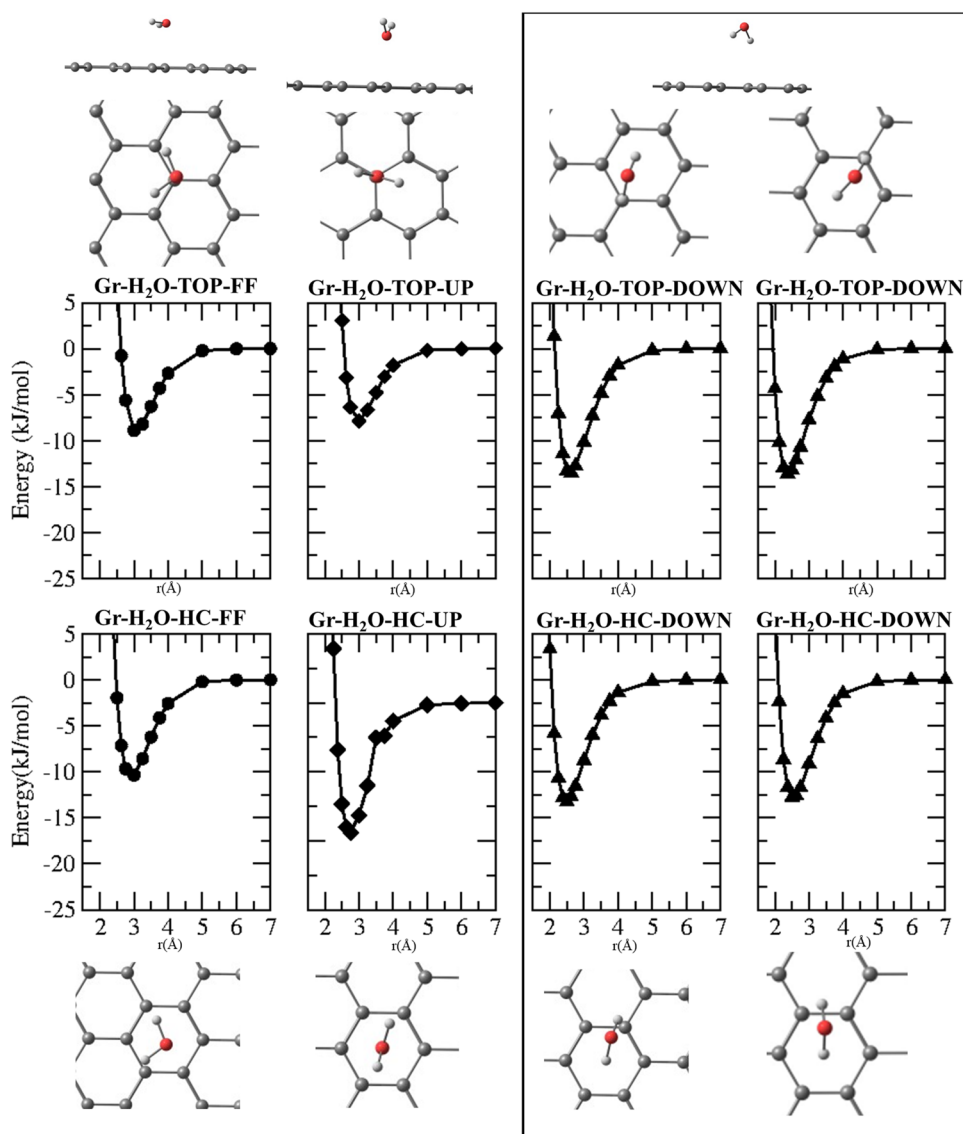 Gr-H₂O-TOP-FF
Gr-H₂O-TOP-UP
Gr-H₂O-TOP-DOWN
Gr-H₂O-TOP-DOWN
Energy (kJ/mol)
5
0
-5
-10
-15
-20
-25
r(Å)
r(Å)
r(Å)
r(Å)
Gr-H₂O-HC-FF
Gr-H₂O-HC-UP
Gr-H₂O-HC-DOWN
Gr-H₂O-HC-DOWN
Energy(kJ/mol)
5
0
-5
-10
-15
-20
-25
2 3 4 5 6 7
2 3 4 5 6 7
2 3 4 5 6 7
2 3 4 5 6 7
r(Å)
r(Å)
r(Å)
r(Å)